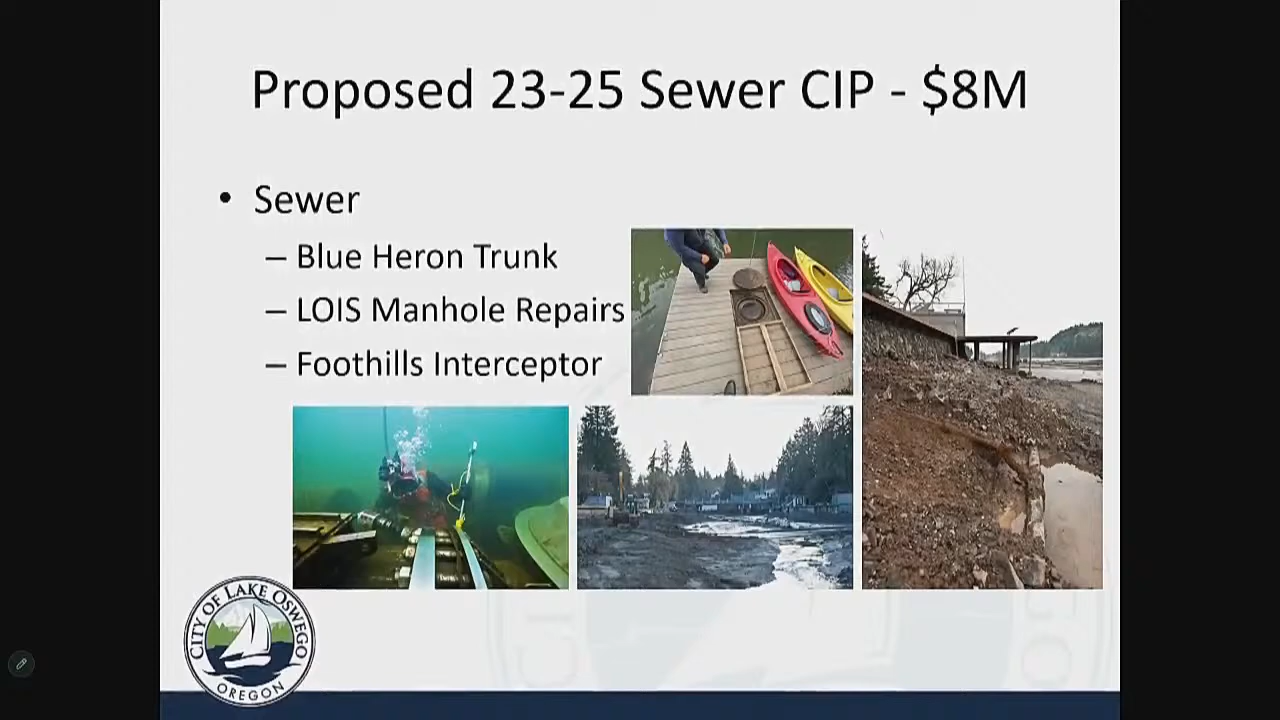 Proposed 23-25 Sewer CIP - $8M
• Sewer
– Blue Heron Trunk
– LOIS Manhole Repairs
– Foothills Interceptor
CITY OF LAKE OSWEGO
OREGON